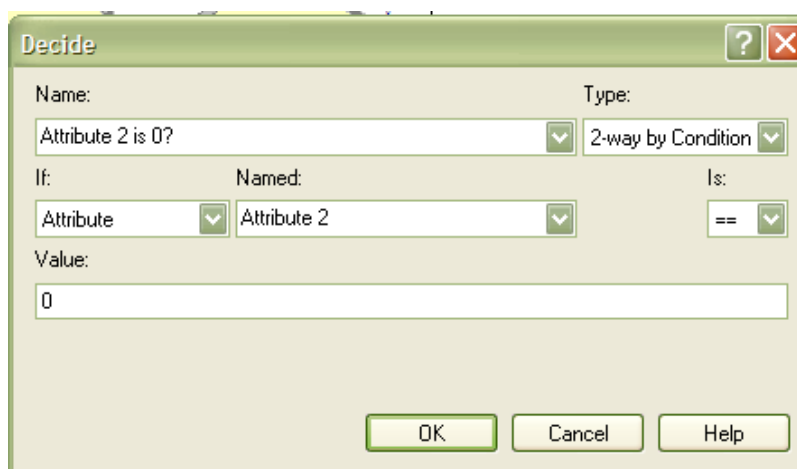 Decide
Name: Type:
Attribute 2 is 0? 2-way by Condition
If: Named: Is:
Attribute Attribute 2 ==
Value:
0
OK Cancel Help